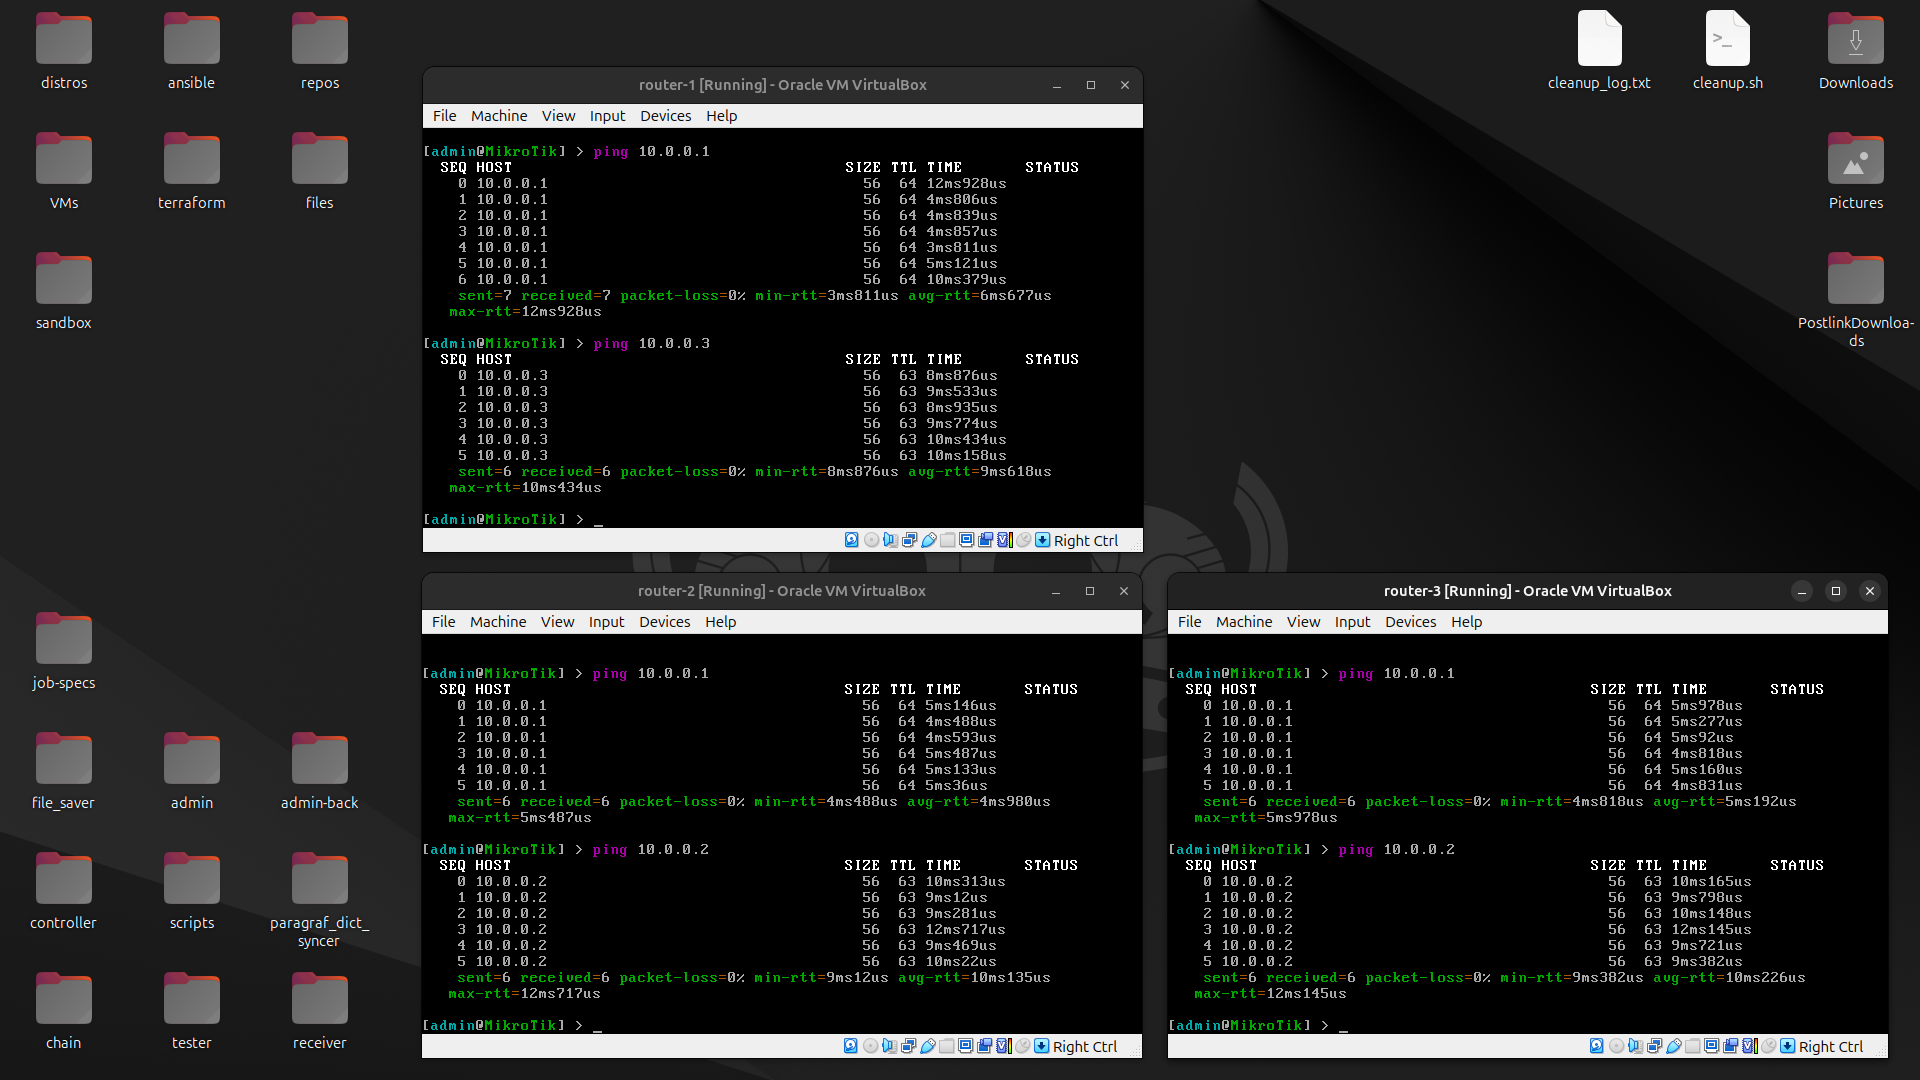 distros
ansible
repos
cleanup_log.txt
cleanup.sh
Downloads
VMs
terraform
files
Pictures
sandbox
PostlinkDownloa-
ds
job-specs
file_saver
admin
admin-back
controller
scripts
paragraf_dict_
syncer
chain
tester
receiver
router-1 [Running] - Oracle VM VirtualBox
File Machine View Input Devices Help
[admin@MikroTik] > ping 10.0.0.1
SEQ HOST SIZE TTL TIME STATUS
0 10.0.0.1 56 64 12ms928us
1 10.0.0.1 56 64 4ms806us
2 10.0.0.1 56 64 4ms839us
3 10.0.0.1 56 64 4ms857us
4 10.0.0.1 56 64 3ms811us
5 10.0.0.1 56 64 5ms121us
6 10.0.0.1 56 64 10ms379us
sent=7 received=7 packet-loss=0% min-rtt=3ms811us avg-rtt=6ms677us
max-rtt=12ms928us
[admin@MikroTik] > ping 10.0.0.3
SEQ HOST SIZE TTL TIME STATUS
0 10.0.0.3 56 63 8ms876us
1 10.0.0.3 56 63 9ms533us
2 10.0.0.3 56 63 8ms935us
3 10.0.0.3 56 63 9ms774us
4 10.0.0.3 56 63 10ms434us
5 10.0.0.3 56 63 10ms158us
sent=6 received=6 packet-loss=0% min-rtt=8ms876us avg-rtt=9ms618us
max-rtt=10ms434us
[admin@MikroTik] > _
Right Ctrl
router-2 [Running] - Oracle VM VirtualBox
File Machine View Input Devices Help
[admin@MikroTik] > ping 10.0.0.1
SEQ HOST SIZE TTL TIME STATUS
0 10.0.0.1 56 64 5ms146us
1 10.0.0.1 56 64 4ms488us
2 10.0.0.1 56 64 4ms593us
3 10.0.0.1 56 64 5ms487us
4 10.0.0.1 56 64 5ms133us
5 10.0.0.1 56 64 5ms36us
sent=6 received=6 packet-loss=0% min-rtt=4ms488us avg-rtt=4ms980us
max-rtt=5ms487us
[admin@MikroTik] > ping 10.0.0.2
SEQ HOST SIZE TTL TIME STATUS
0 10.0.0.2 56 63 10ms313us
1 10.0.0.2 56 63 9ms12us
2 10.0.0.2 56 63 9ms281us
3 10.0.0.2 56 63 12ms717us
4 10.0.0.2 56 63 9ms469us
5 10.0.0.2 56 63 10ms22us
sent=6 received=6 packet-loss=0% min-rtt=9ms12us avg-rtt=10ms135us
max-rtt=12ms717us
[admin@MikroTik] > _
Right Ctrl
router-3 [Running] - Oracle VM VirtualBox
File Machine View Input Devices Help
[admin@MikroTik] > ping 10.0.0.1
SEQ HOST SIZE TTL TIME STATUS
0 10.0.0.1 56 64 5ms978us
1 10.0.0.1 56 64 5ms277us
2 10.0.0.1 56 64 5ms92us
3 10.0.0.1 56 64 4ms818us
4 10.0.0.1 56 64 5ms160us
5 10.0.0.1 56 64 4ms831us
sent=6 received=6 packet-loss=0% min-rtt=4ms818us avg-rtt=5ms192us
max-rtt=5ms978us
[admin@MikroTik] > ping 10.0.0.2
SEQ HOST SIZE TTL TIME STATUS
0 10.0.0.2 56 63 10ms165us
1 10.0.0.2 56 63 9ms798us
2 10.0.0.2 56 63 10ms148us
3 10.0.0.2 56 63 12ms145us
4 10.0.0.2 56 63 9ms721us
5 10.0.0.2 56 63 9ms382us
sent=6 received=6 packet-loss=0% min-rtt=9ms382us avg-rtt=10ms226us
max-rtt=12ms145us
[admin@MikroTik] > _
Right Ctrl